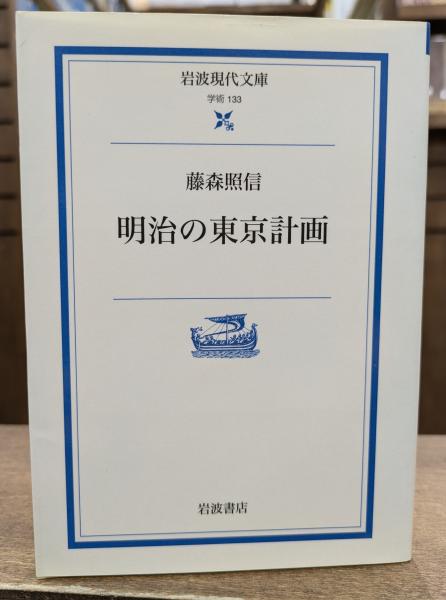 岩波現代文庫
学術 133
藤森照信
明治の東京計画
岩波書店